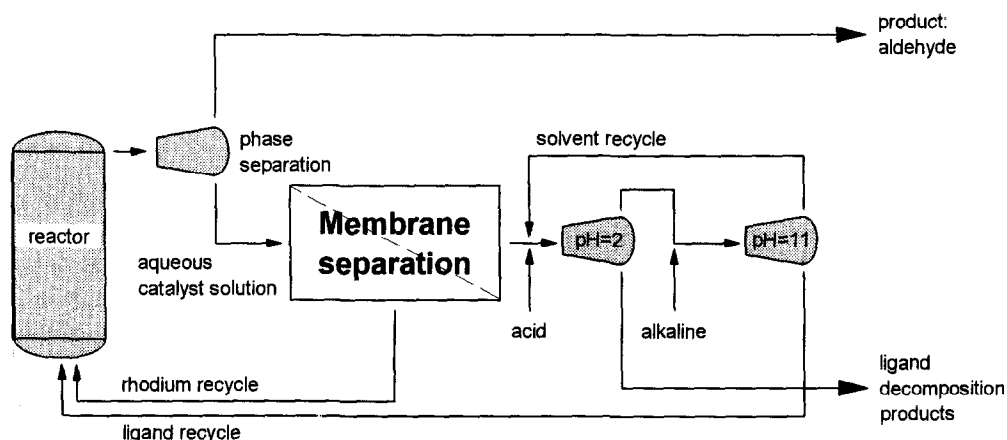 product:
aldehyde
phase
separation
solvent recycle
reactor
Membrane
separation
pH=2
pH=11
aqueous
catalyst solution
acid
alkaline
rhodium recycle
ligand recycle
ligand
decomposition
products